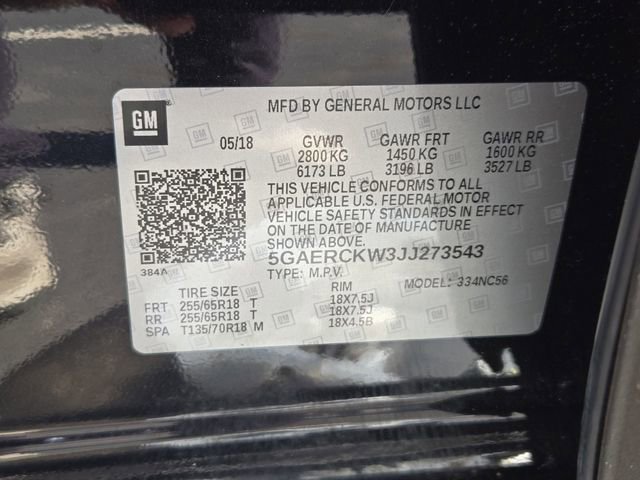 GM
MFD BY GENERAL MOTORS LLC
05/18 GVWR GAWR FRT GAWR RR
2800 KG 1450 KG 1600 KG
6173 LB 3196 LB 3527 LB
THIS VEHICLE CONFORMS TO ALL
APPLICABLE U.S. FEDERAL MOTOR
VEHICLE SAFETY STANDARDS IN EFFECT
ON THE DATE OF MANUFACTURE
SHOWN ABOVE.
384A 5GAERCKW3JJ273543
TYPE: M.P.V. MODEL: 334NC56
TIRE SIZE RIM
FRT 255/65R18 T 18X7.5J
RR 255/65R18 T 18X7.5J
SPA T135/70R18 M 18X4.5B